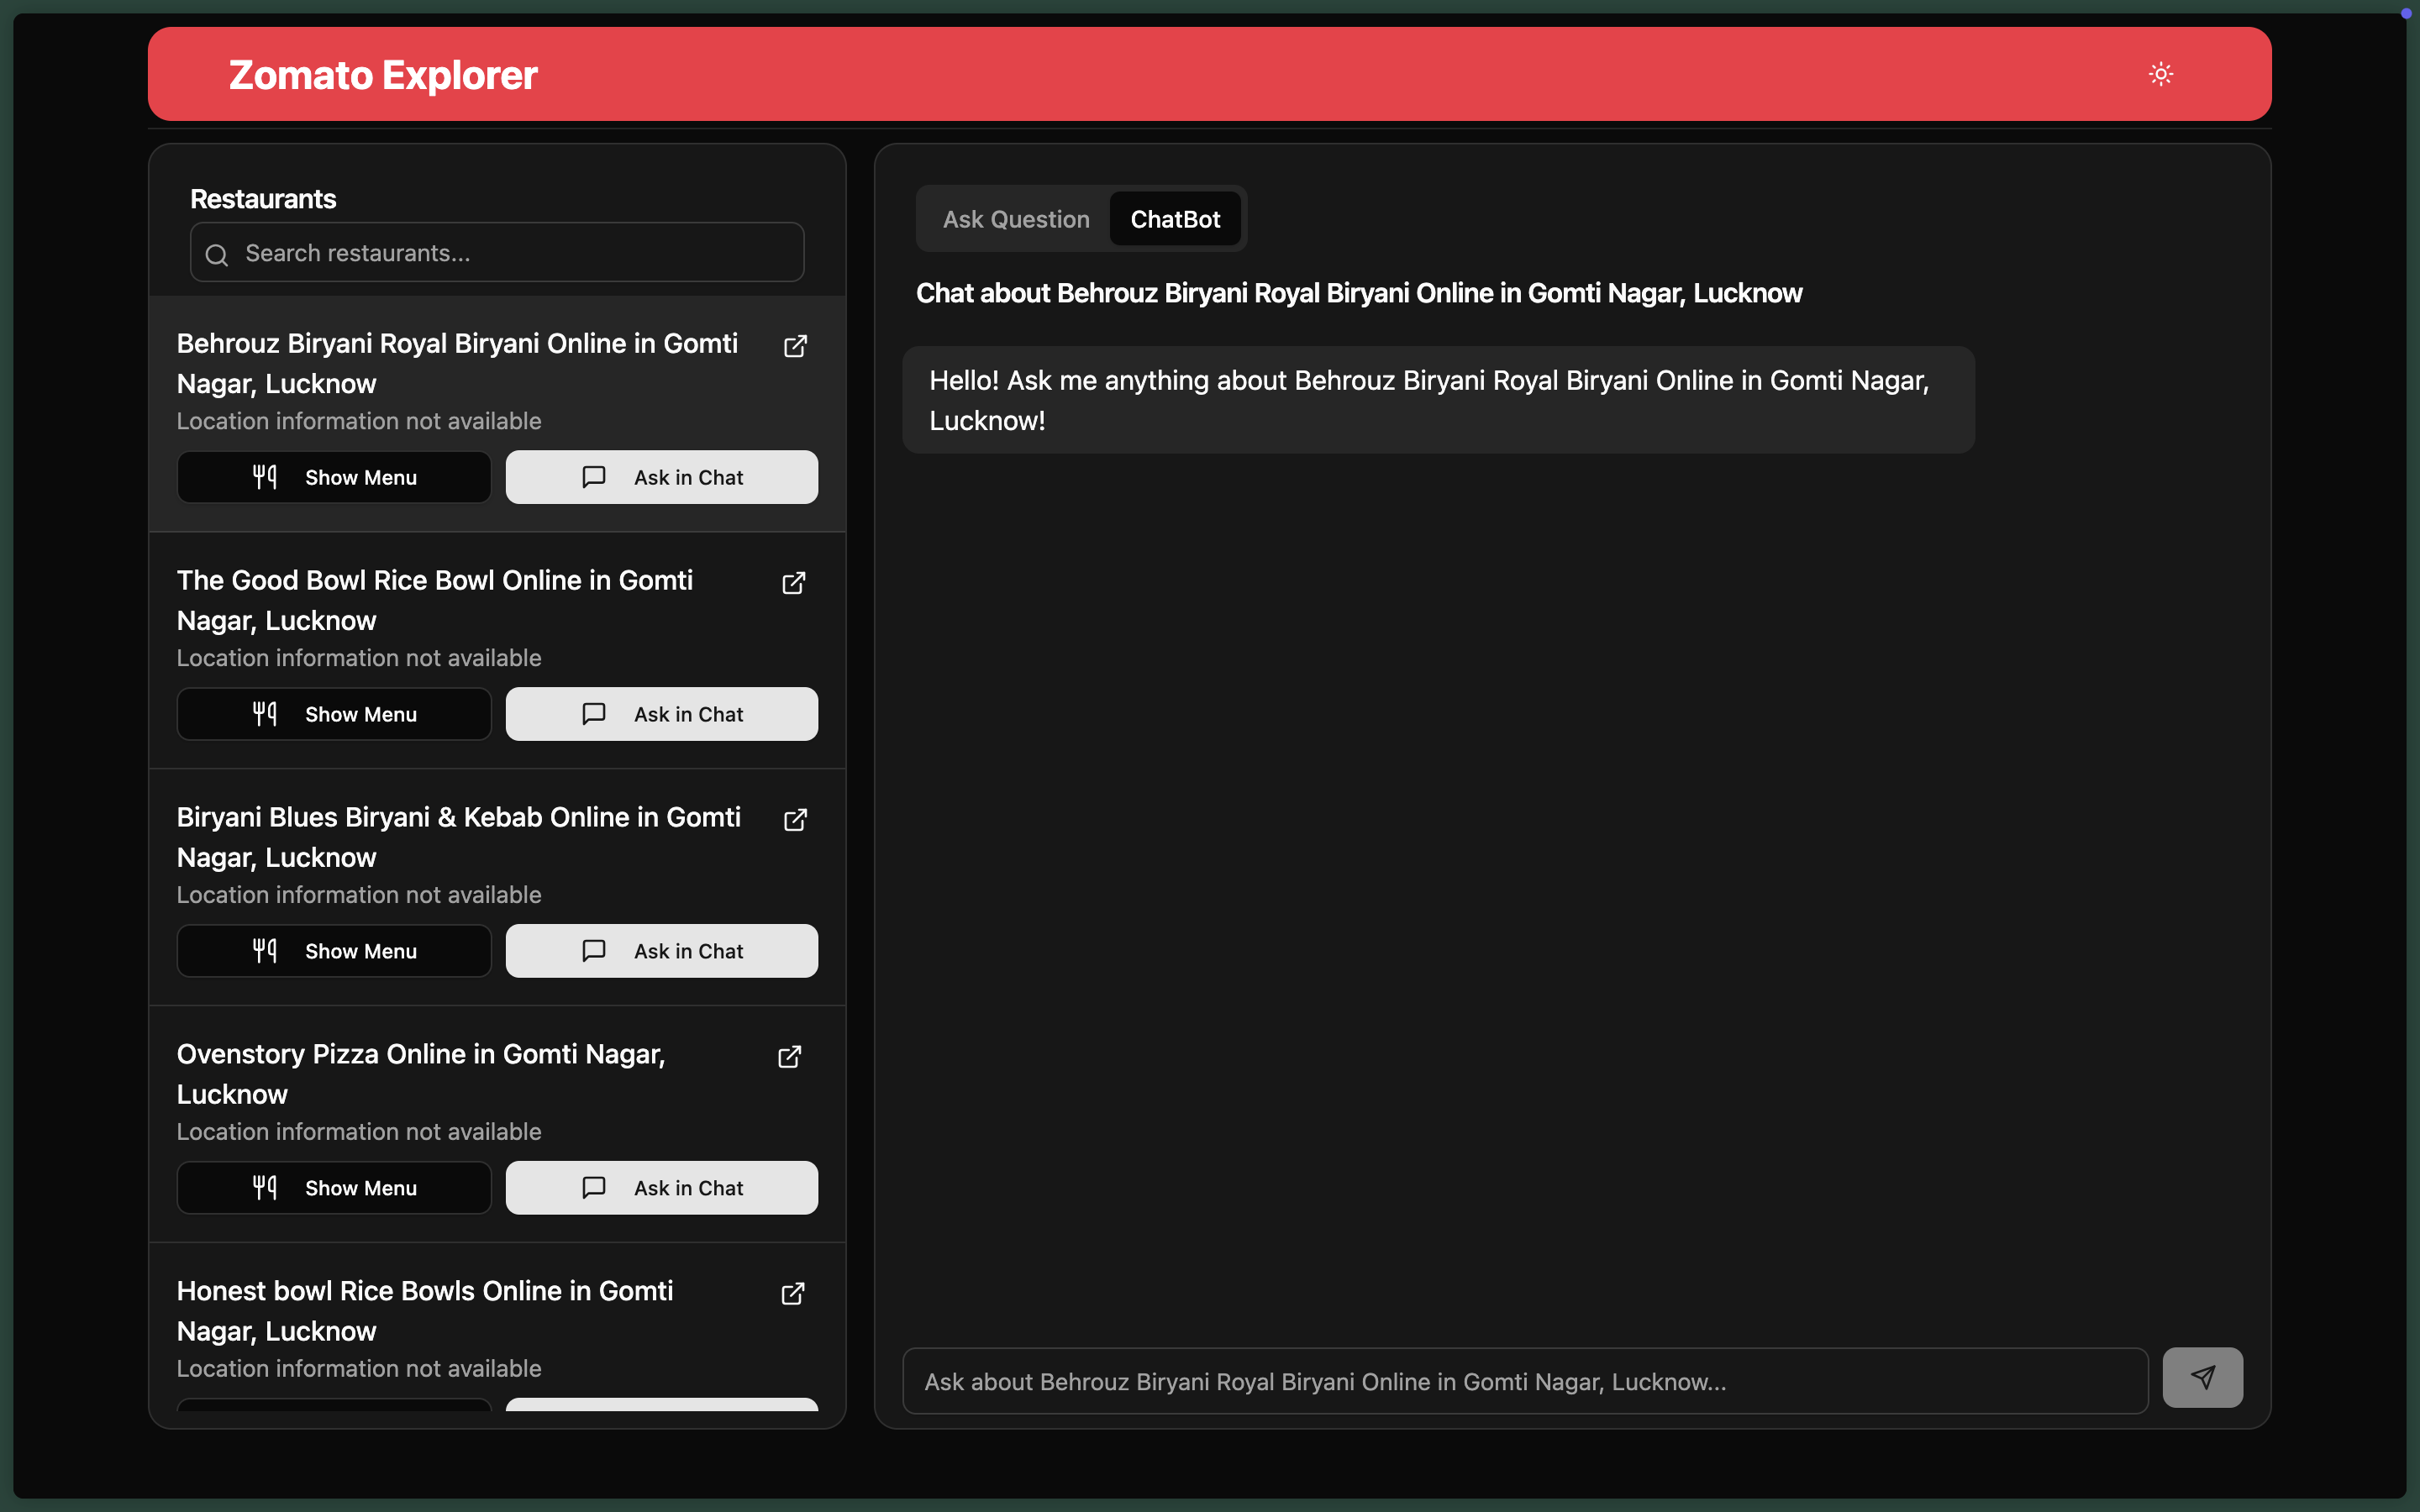 Zomato Explorer
Restaurants
Search restaurants...
Behrouz Biryani Royal Biryani Online in Gomti
Nagar, Lucknow
Location information not available
Show Menu
Ask in Chat
The Good Bowl Rice Bowl Online in Gomti
Nagar, Lucknow
Location information not available
Show Menu
Ask in Chat
Biryani Blues Biryani & Kebab Online in Gomti
Nagar, Lucknow
Location information not available
Show Menu
Ask in Chat
Ovenstory Pizza Online in Gomti Nagar,
Lucknow
Location information not available
Show Menu
Ask in Chat
Honest bowl Rice Bowls Online in Gomti
Nagar, Lucknow
Location information not available
Ask Question
ChatBot
Chat about Behrouz Biryani Royal Biryani Online in Gomti Nagar, Lucknow
Hello! Ask me anything about Behrouz Biryani Royal Biryani Online in Gomti Nagar,
Lucknow!
Ask about Behrouz Biryani Royal Biryani Online in Gomti Nagar, Lucknow...